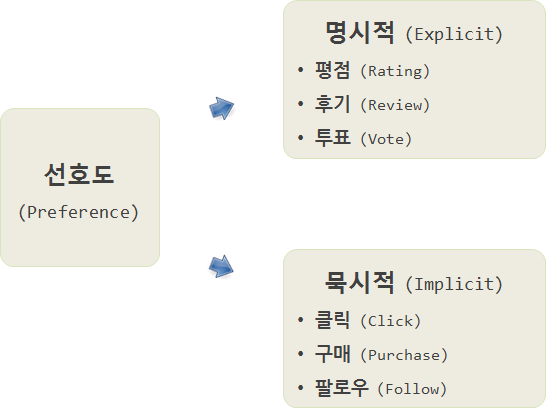 선호도
(Preference)
명시적 (Explicit)
• 평점 (Rating)
• 후기 (Review)
• 투표 (Vote)
묵시적 (Implicit)
• 클릭 (Click)
• 구매 (Purchase)
• 팔로우 (Follow)